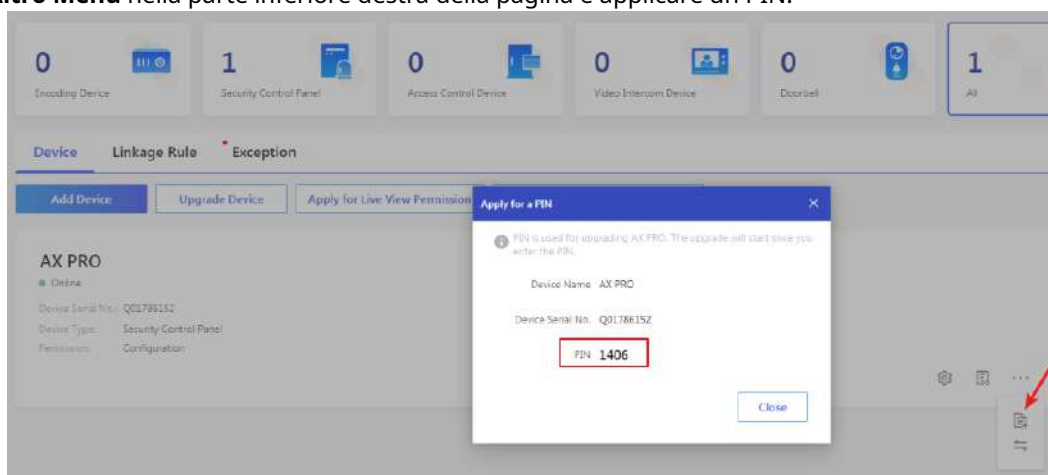 Altro Menu nella parte inferiore destra della pagina e applicare un PIN.
0
Encoding Device
1
Security Control Panel
0
Access Control Device
0
Video Intercom Device
0
Doorbell
1
All
Device
Linkage Rule
Exception
Add Device
Upgrade Device
Apply for Live View Permission
AX PRO
Online
Device Serial No.: Q01786152
Device Type: Security Control Panel
Permission: Configuration
Apply for a PIN
PIN is used for upgrading AX PRO. The upgrade will start once you
enter the PIN.
Device Name AX PRO
Device Serial No. Q01786152
PIN 1406
Close